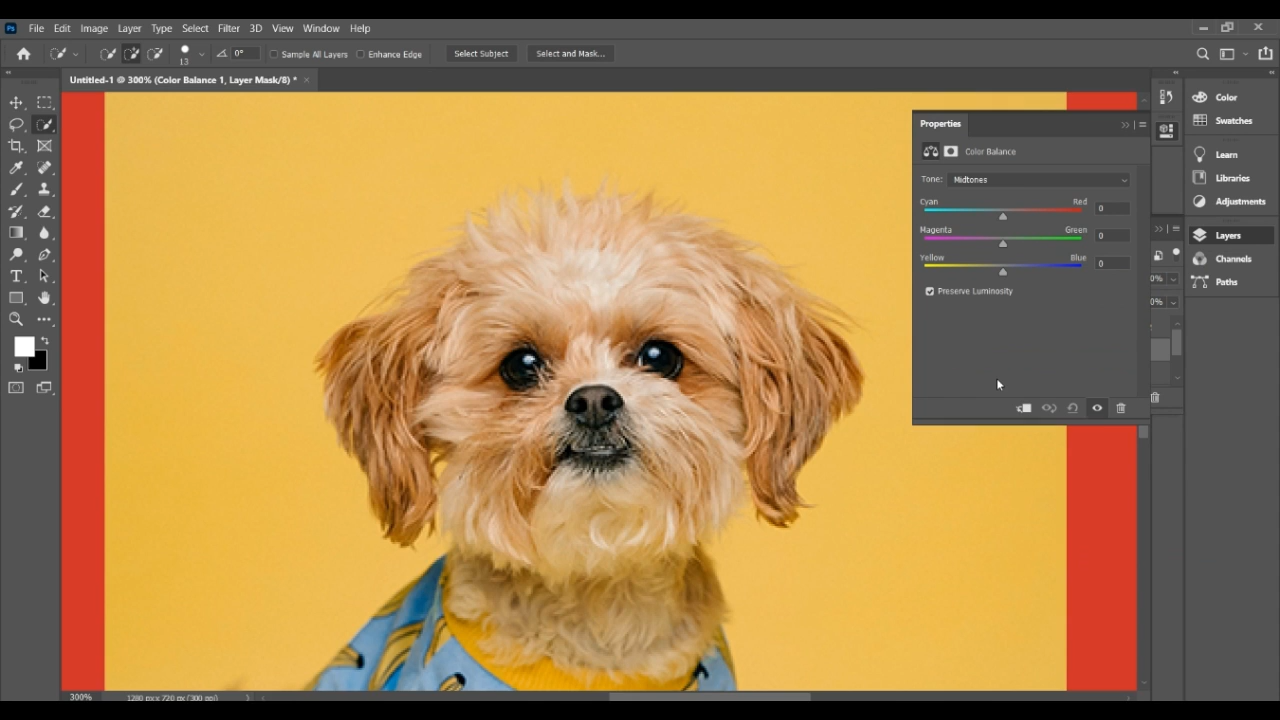 Ps File Edit Image Layer Type Select Filter 3D View Window Help
13 0° Sample All Layers Enhance Edge Select Subject Select and Mask...
Untitled-1 @ 300% (Color Balance 1, Layer Mask/8) * ×
Properties
Color Balance
Tone: Midtones
Cyan Red 0
Magenta Green 0
Yellow Blue 0
Preserve Luminosity
Color
Swatches
Learn
Libraries
Adjustments
Layers
Channels
Paths
0%
0%
300% 1280 px x 720 px (300 ppi)